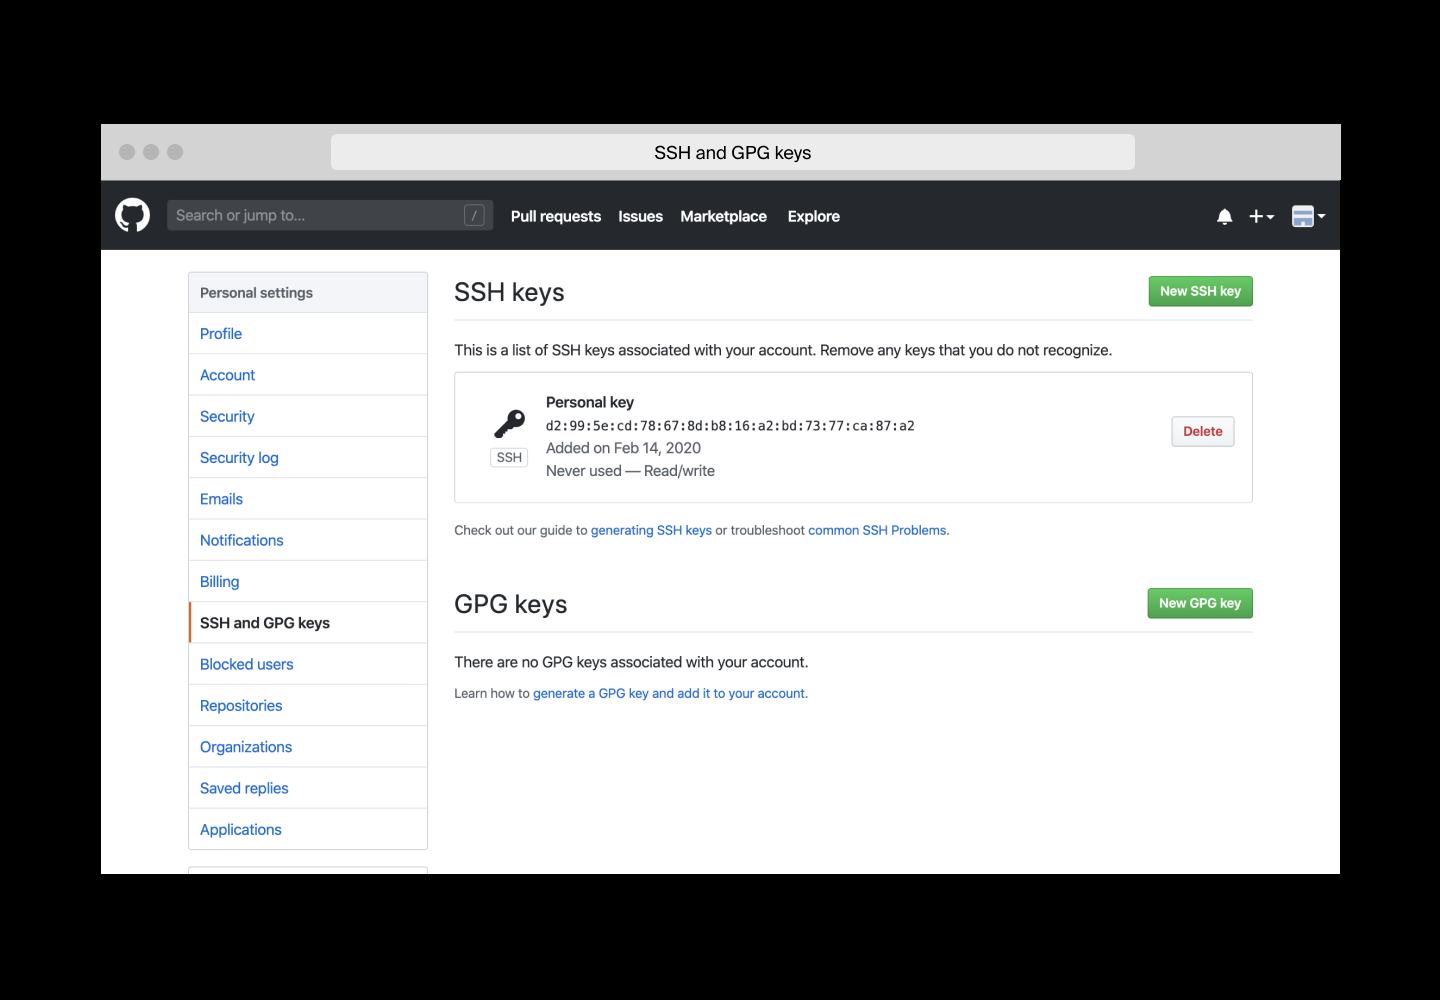 SSH and GPG keys
Search or jump to... /
Pull requests Issues Marketplace Explore
Personal settings
Profile
Account
Security
Security log
Emails
Notifications
Billing
SSH and GPG keys
Blocked users
Repositories
Organizations
Saved replies
Applications
SSH keys
New SSH key
This is a list of SSH keys associated with your account. Remove any keys that you do not recognize.
SSH
Personal key
d2:99:5e:cd:78:67:8d:b8:16:a2:bd:73:77:ca:87:a2
Added on Feb 14, 2020
Never used — Read/write
Delete
Check out our guide to generating SSH keys or troubleshoot common SSH Problems.
GPG keys
New GPG key
There are no GPG keys associated with your account.
Learn how to generate a GPG key and add it to your account.